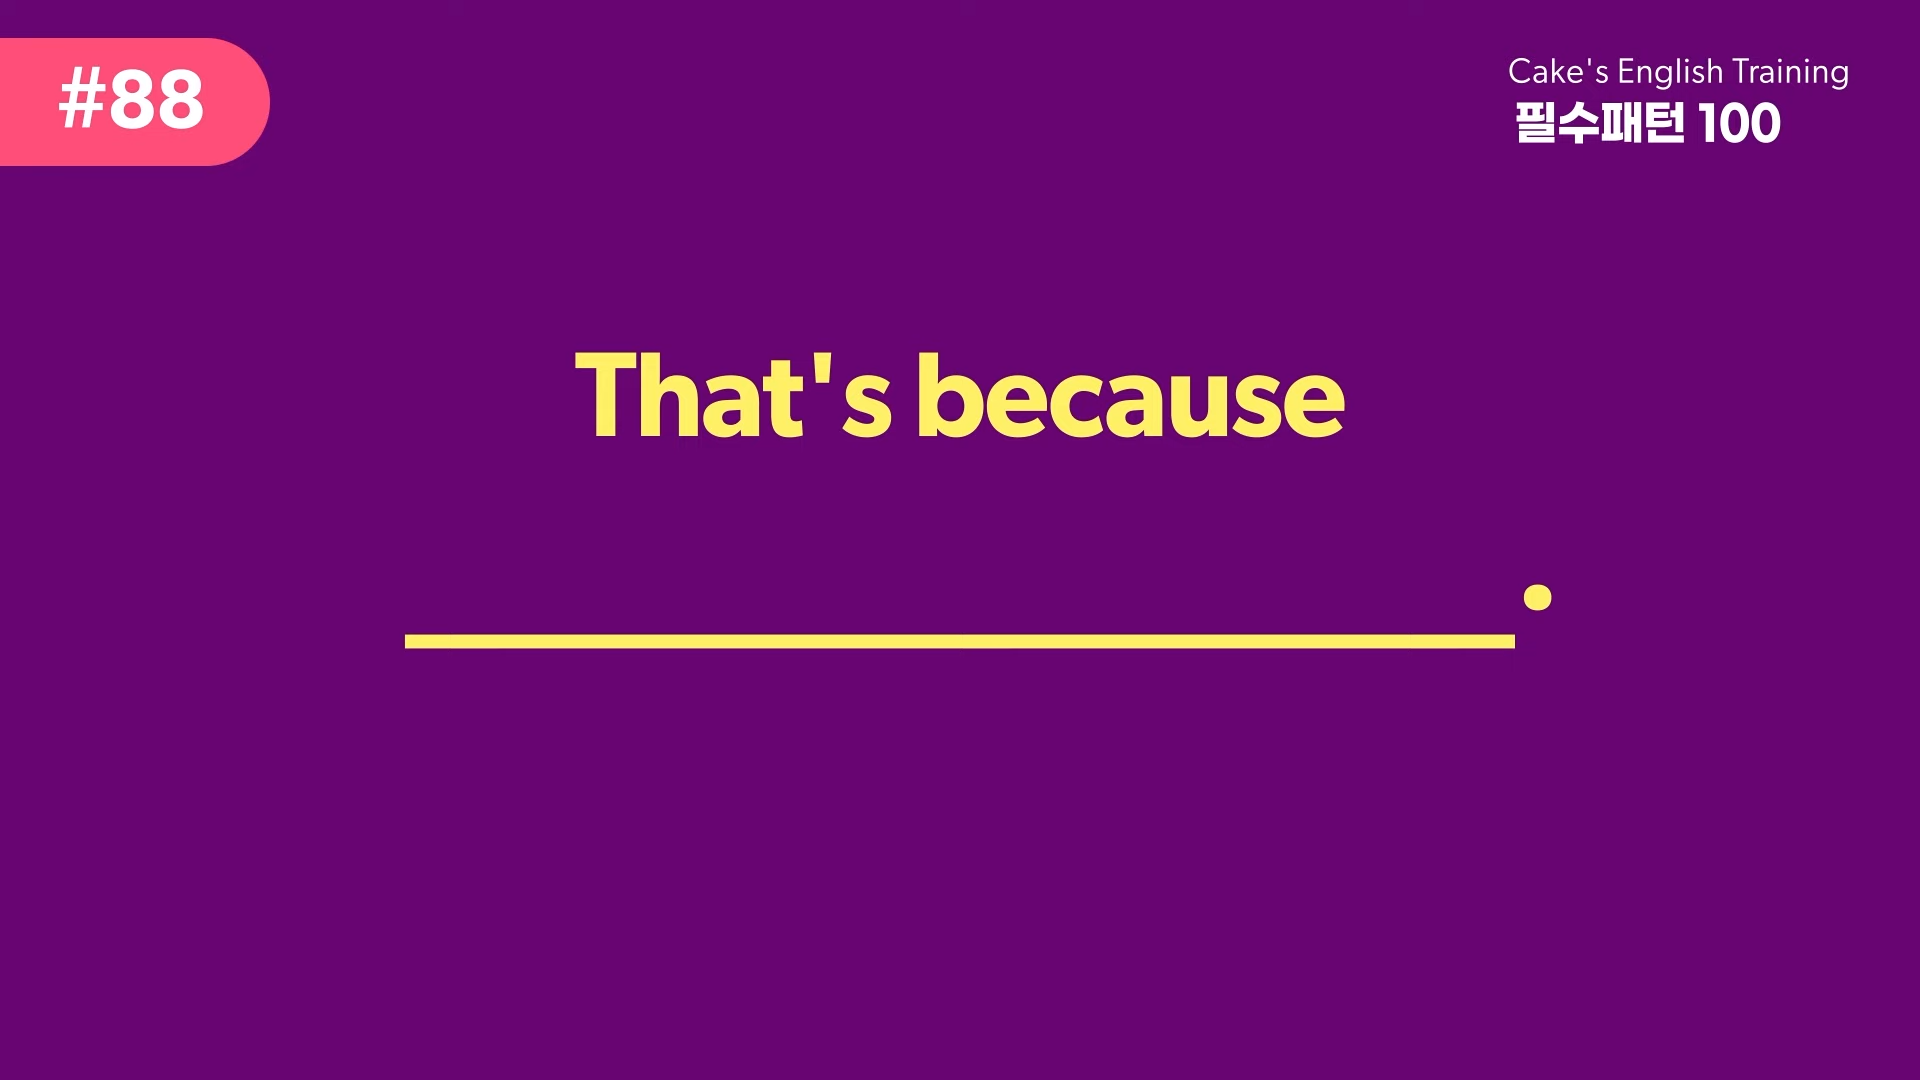 #88
Cake's English Training
필수패턴 100
That's because
.